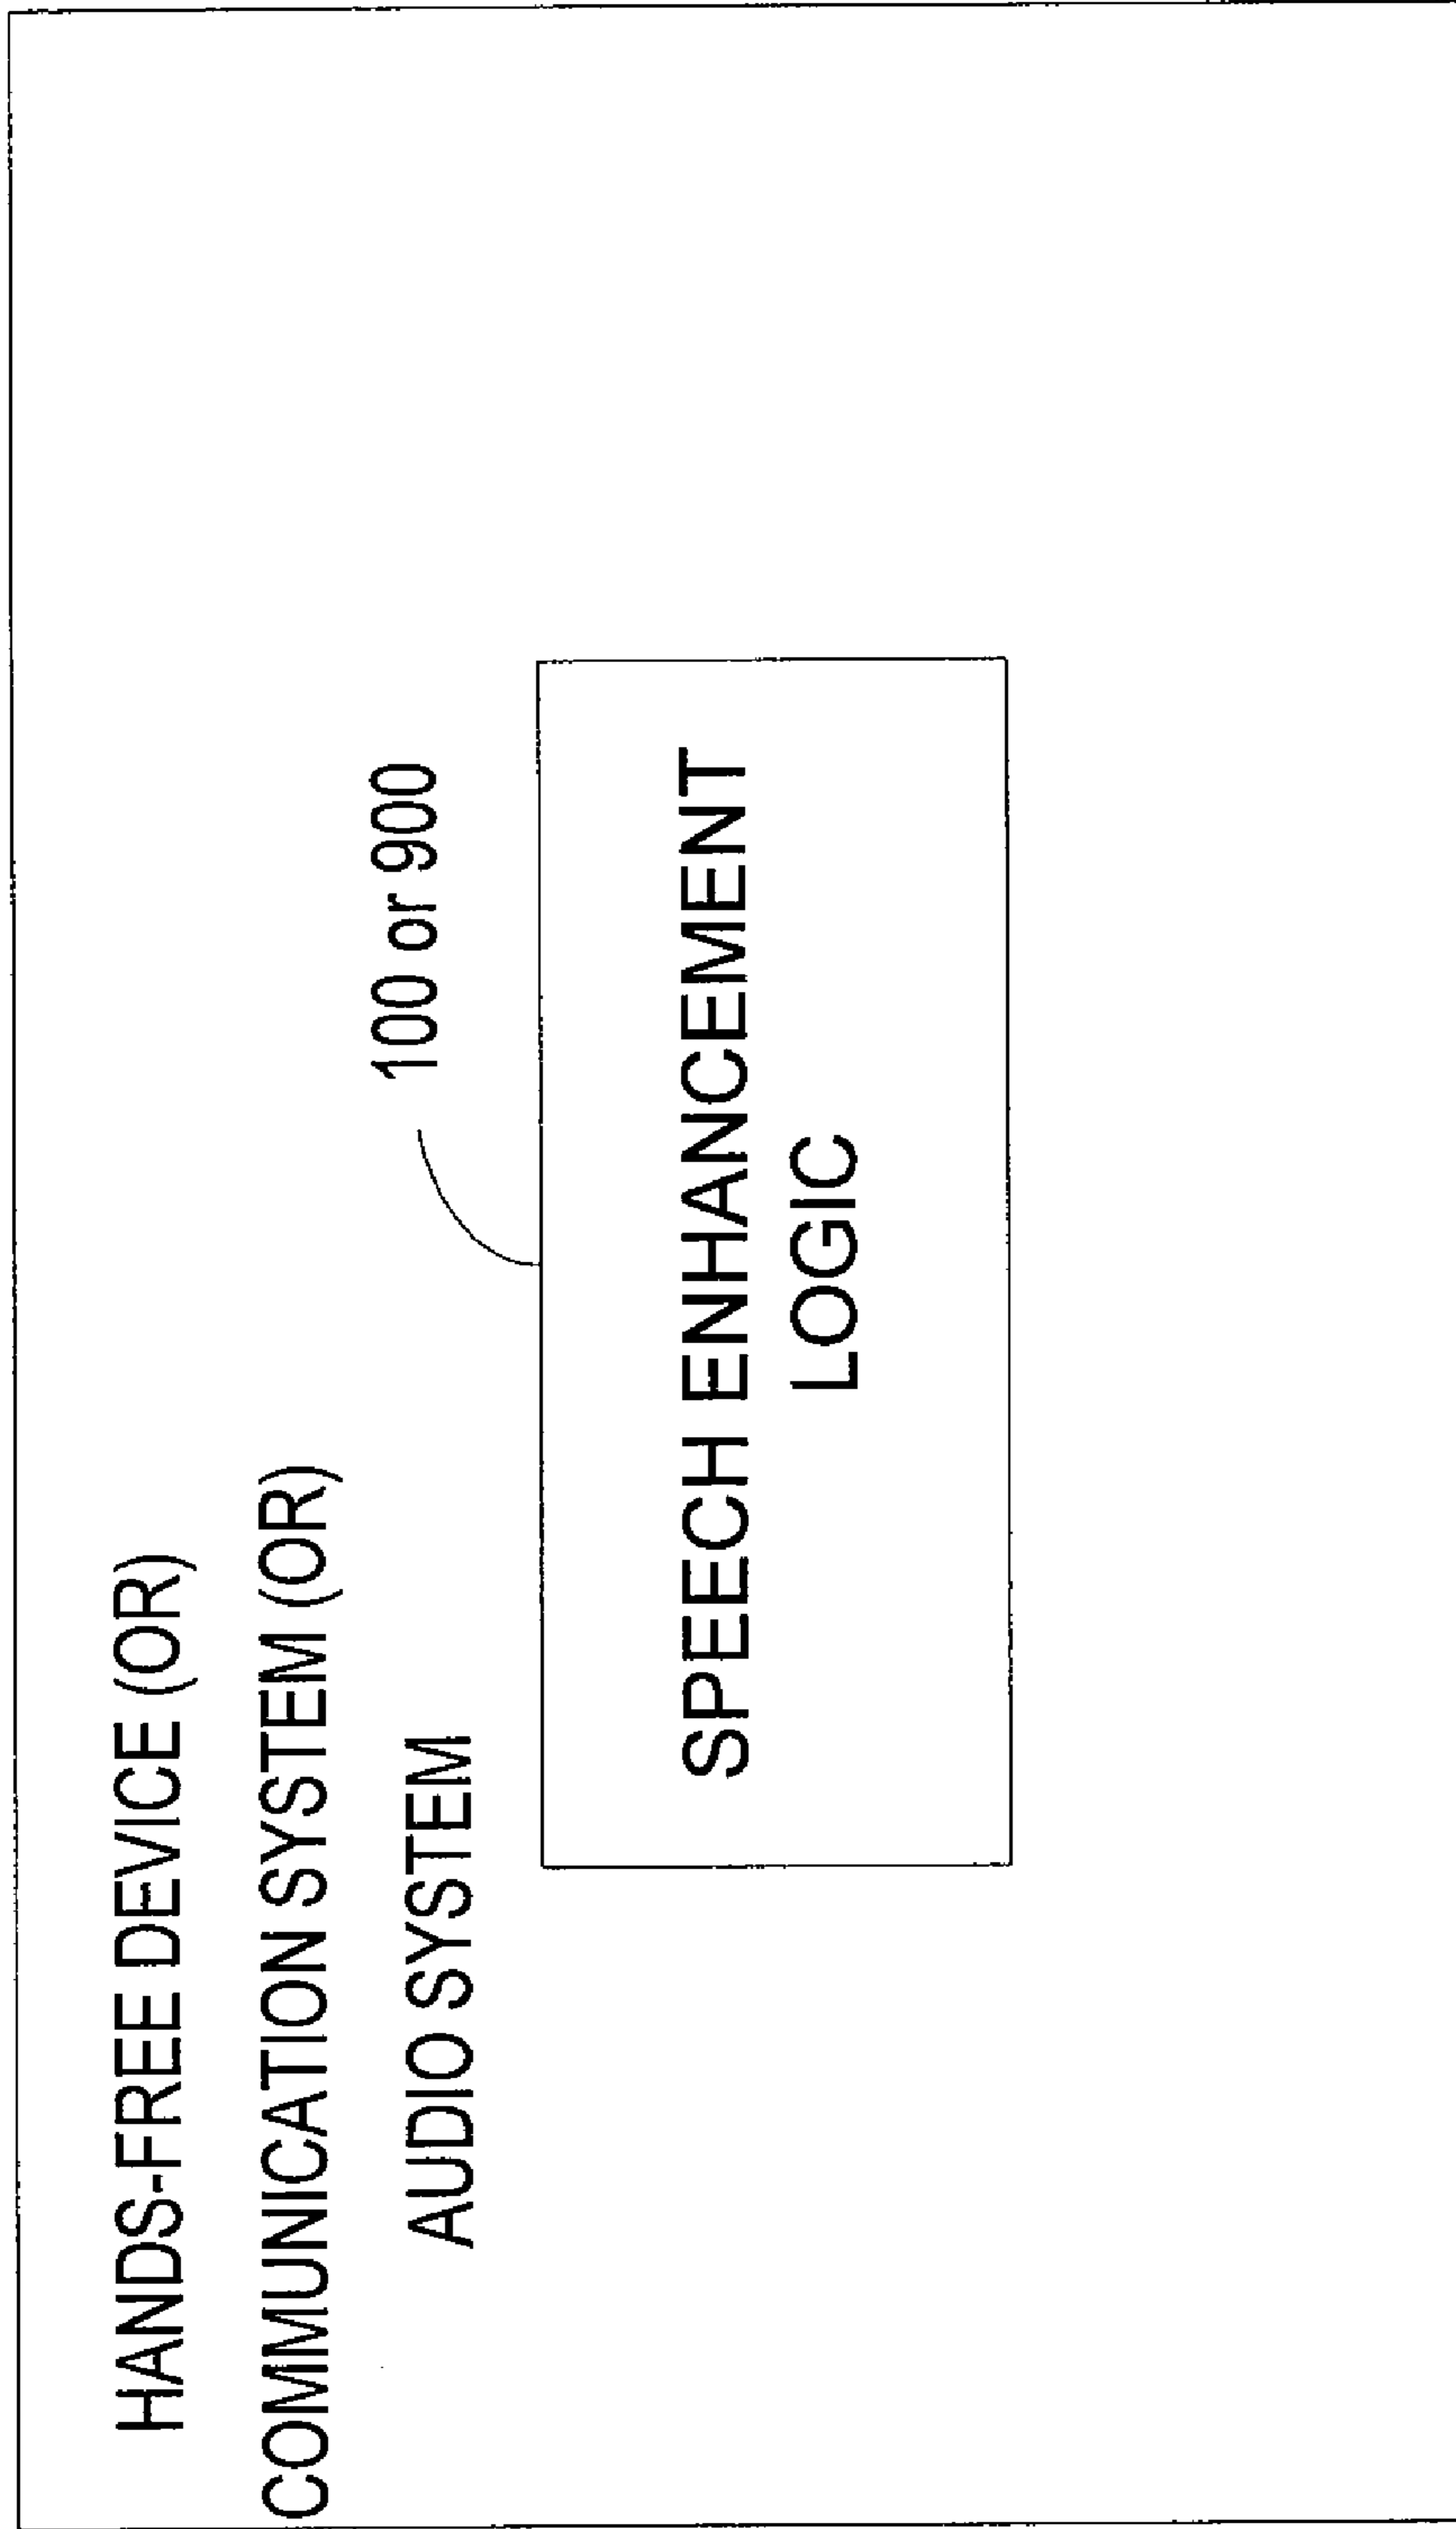 HANDS-FREE DEVICE (OR)
COMMUNICATION SYSTEM (OR)
AUDIO SYSTEM
100 or 900
SPEECH ENHANCEMENT
LOGIC